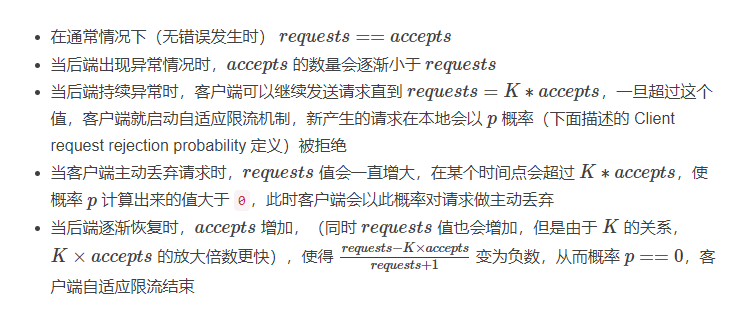 • 在通常情况下（无错误发生时） requests == accepts
• 当后端出现异常情况时，accepts 的数量会逐渐小于 requests
• 当后端持续异常时，客户端可以继续发送请求直到 requests = K ∗ accepts，一旦超过这个
值，客户端就启动自适应限流机制，新产生的请求在本地会以 p 概率（下面描述的 Client
request rejection probability 定义）被拒绝
• 当客户端主动丢弃请求时，requests 值会一直增大，在某个时间点会超过 K ∗ accepts，使
概率 p 计算出来的值大于 0，此时客户端会以此概率对请求做主动丢弃
• 当后端逐渐恢复时，accepts 增加，（同时 requests 值也会增加，但是由于 K 的关系，
K × accepts 的放大倍数更快），使得 \frac{requests−K×accepts}{requests+1} 变为负数，从而概率 p == 0，客
户端自适应限流结束